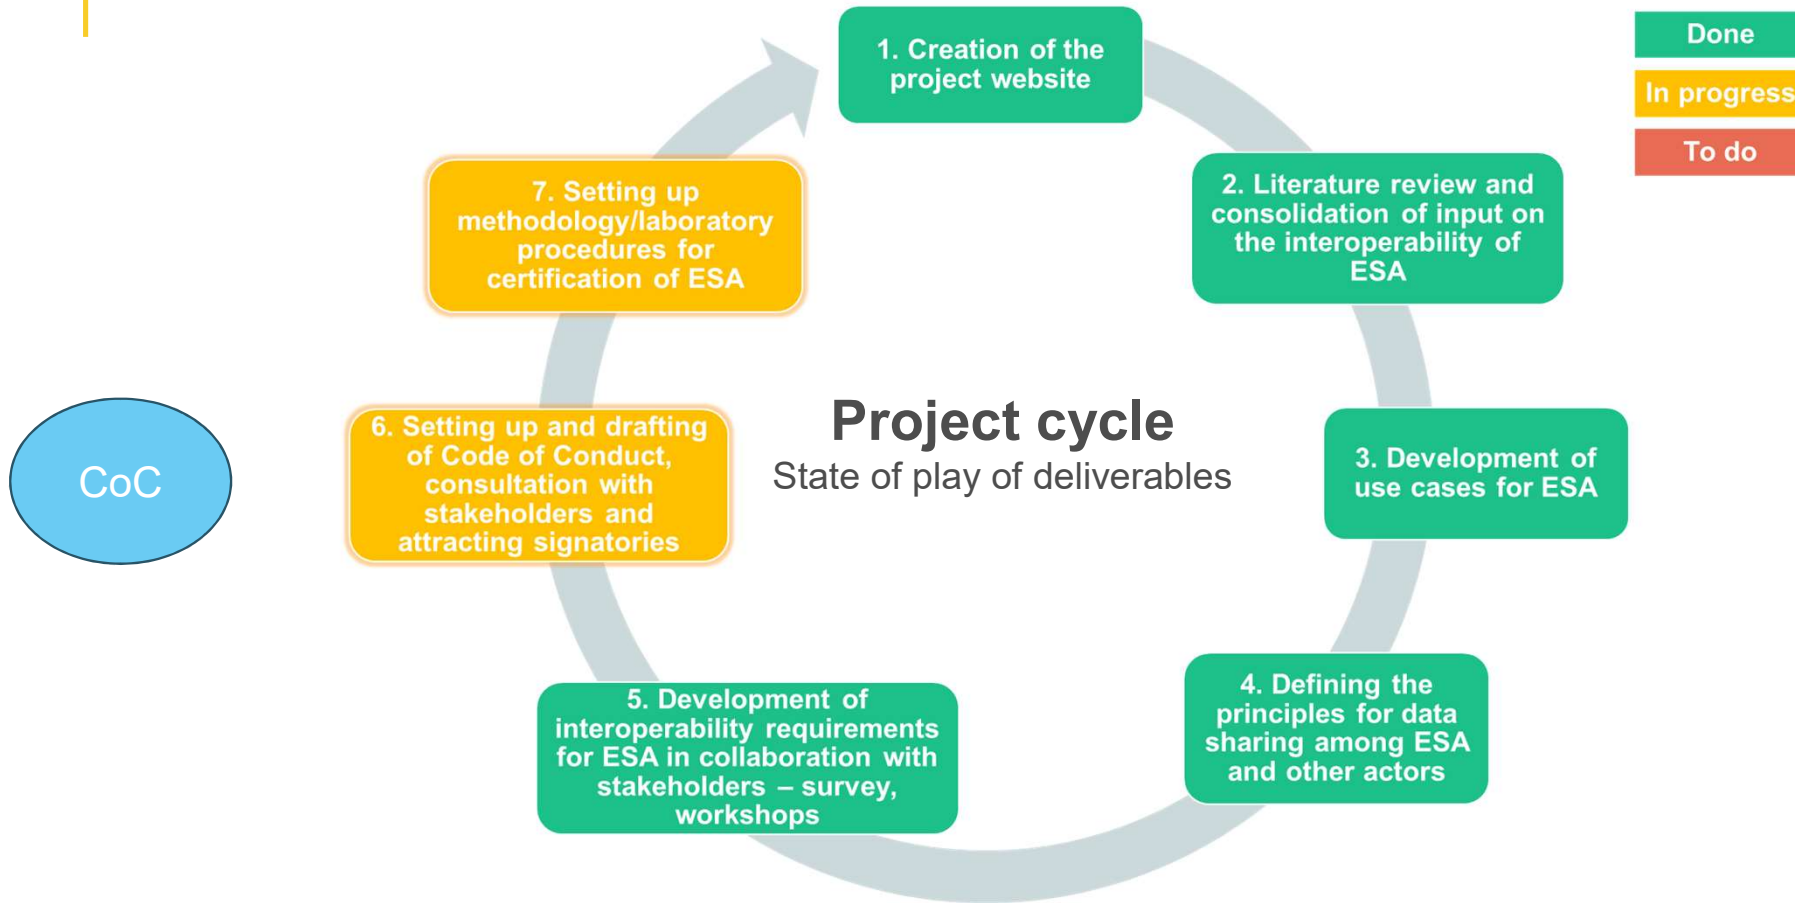 1. Creation of the
project website
Done
In progress
To do
2. Literature review and
consolidation of input on
the interoperability of
ESA
3. Development of
use cases for ESA
4. Defining the
principles for data
sharing among ESA
and other actors
5. Development of
interoperability requirements
for ESA in collaboration with
stakeholders – survey,
workshops
6. Setting up and drafting
of Code of Conduct,
consultation with
stakeholders and
attracting signatories
7. Setting up
methodology/laboratory
procedures for
certification of ESA
Project cycle
State of play of deliverables
CoC